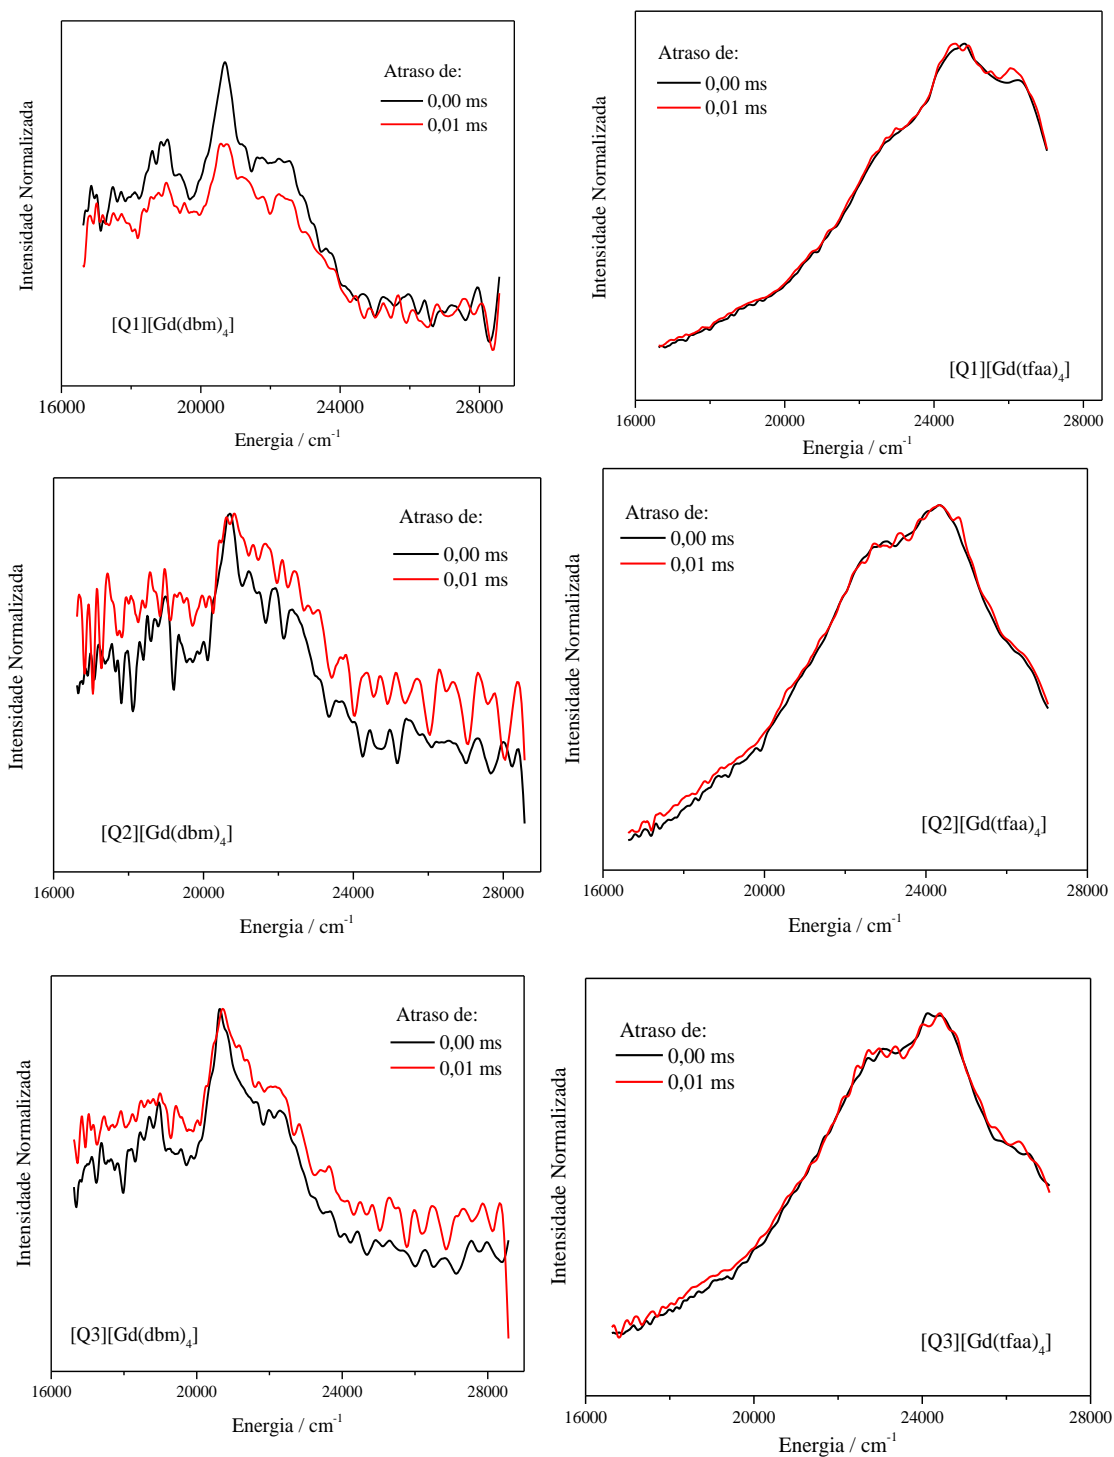 Intensidade Normalizada
Atraso de:
0,00 ms
0,01 ms
[Q1][Gd(dbm)4]
16000 20000 24000 28000
Energia / cm-1
Intensidade Normalizada
Atraso de:
0,00 ms
0,01 ms
[Q1][Gd(tfaa)4]
16000 20000 24000 28000
Energia / cm-1
Intensidade Normalizada
Atraso de:
0,00 ms
0,01 ms
[Q2][Gd(dbm)4]
16000 20000 24000 28000
Energia / cm-1
Intensidade Normalizada
Atraso de:
0,00 ms
0,01 ms
[Q2][Gd(tfaa)4]
16000 20000 24000 28000
Energia / cm-1
Intensidade Normalizada
Atraso de:
0,00 ms
0,01 ms
[Q3][Gd(dbm)4]
16000 20000 24000 28000
Energia / cm-1
Intensidade Normalizada
Atraso de:
0,00 ms
0,01 ms
[Q3][Gd(tfaa)4]
16000 20000 24000 28000
Energia / cm-1